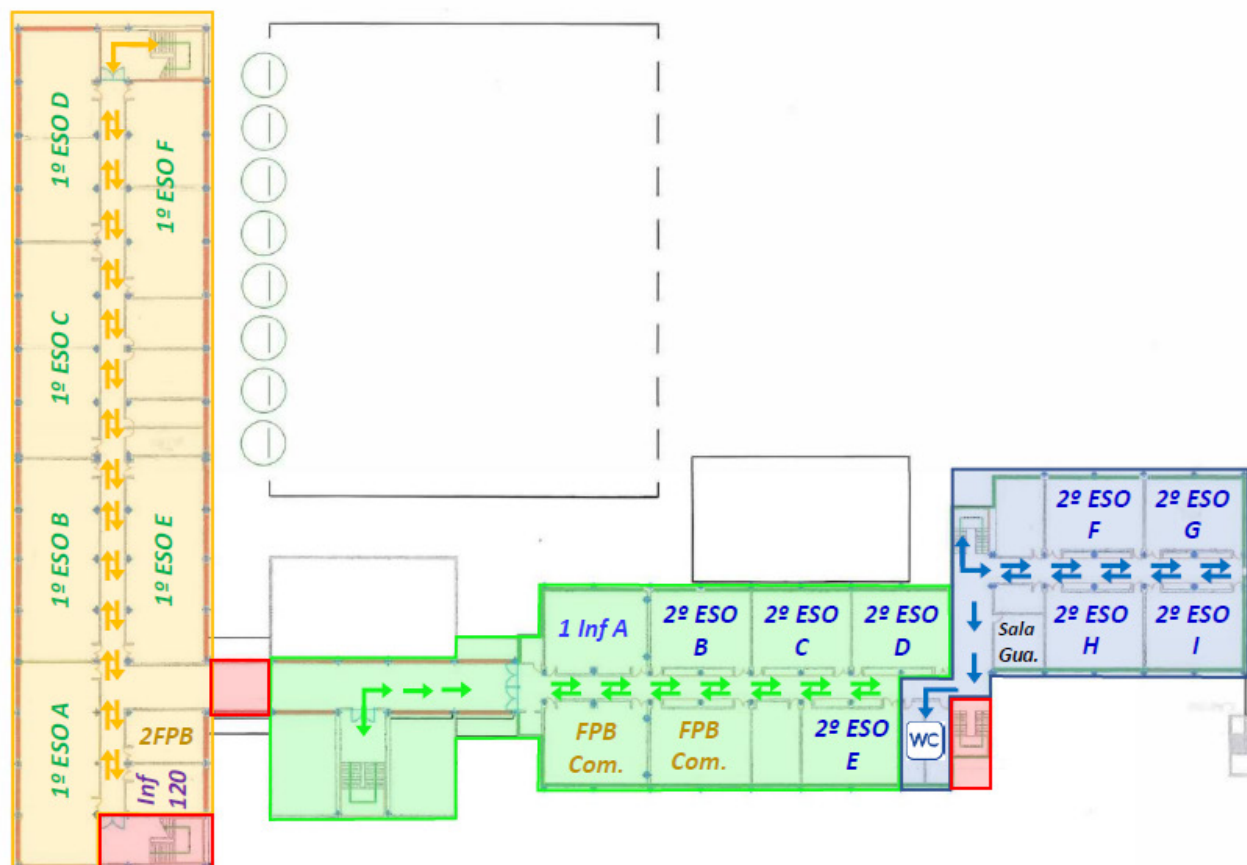 1º ESO D
1º ESO F
1º ESO C
1º ESO B
1º ESO E
1º ESO A
2FPB
Inf
120
1 Inf A
2º ESO
B
2º ESO
C
2º ESO
D
FPB
Com.
FPB
Com.
2º ESO
E
WC
2º ESO
F
2º ESO
G
Sala
Gua.
2º ESO
H
2º ESO
I